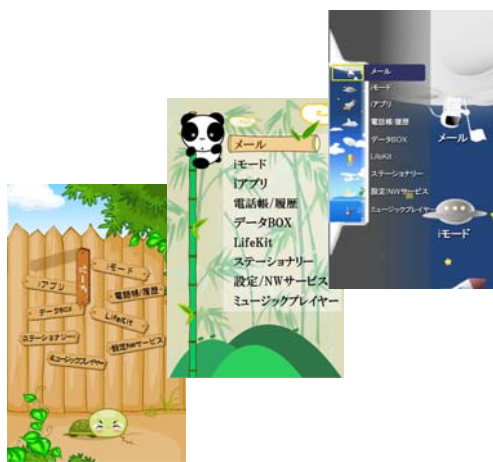 メール
iモード
iアプリ
電話帳/履歴
データBOX
LifeKit
ステーショナリー
設定/NWサービス
ミュージックプレイヤー
メール
iモード
メール
iモード
iアプリ
電話帳/履歴
データBOX
LifeKit
ステーショナリー
設定/NWサービス
ミュージックプレイヤー
メール
iモード
iアプリ
電話帳/履歴
データBOX
LifeKit
ステーショナリー
設定/NWサービス
ミュージックプレイヤー